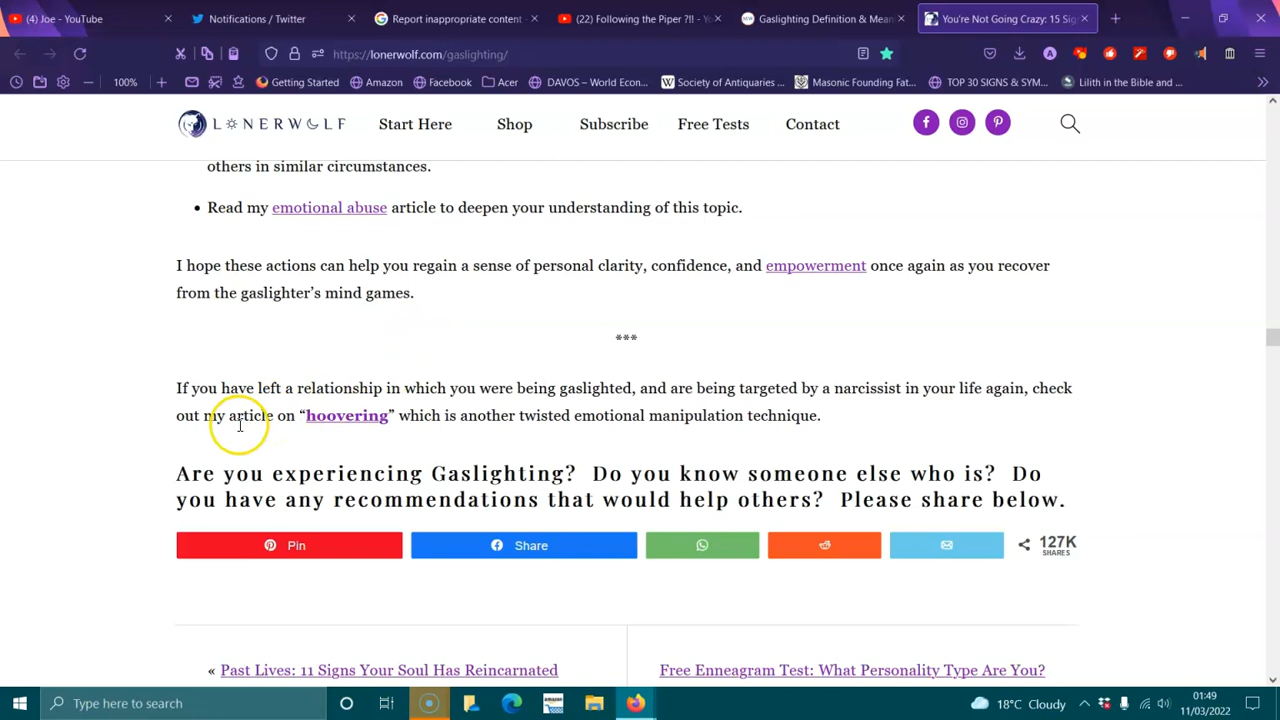 (4) Joe - YouTube
Notifications / Twitter
Report inappropriate content -
(22) Following the Piper ?!! - Y
Gaslighting Definition & Mean
You're Not Going Crazy: 15 Sig
https://lonerwolf.com/gaslighting/
100%
Getting Started
Amazon
Facebook
Acer
DAVOS – World Econ...
Society of Antiquaries...
Masonic Founding Fat...
TOP 30 SIGNS & SYM...
Lilith in the Bible and ...
LONERWOLF
Start Here
Shop
Subscribe
Free Tests
Contact
others in similar circumstances.
• Read my emotional abuse article to deepen your understanding of this topic.
I hope these actions can help you regain a sense of personal clarity, confidence, and empowerment once again as you recover
from the gaslighter's mind games.
***
If you have left a relationship in which you were being gaslighted, and are being targeted by a narcissist in your life again, check
out my article on “hoovering” which is another twisted emotional manipulation technique.
Are you experiencing Gaslighting? Do you know someone else who is? Do
you have any recommendations that would help others? Please share below.
Pin
Share
127K
SHARES
« Past Lives: 11 Signs Your Soul Has Reincarnated
Free Enneagram Test: What Personality Type Are You?
Type here to search
18°C Cloudy
01:49
11/03/2022